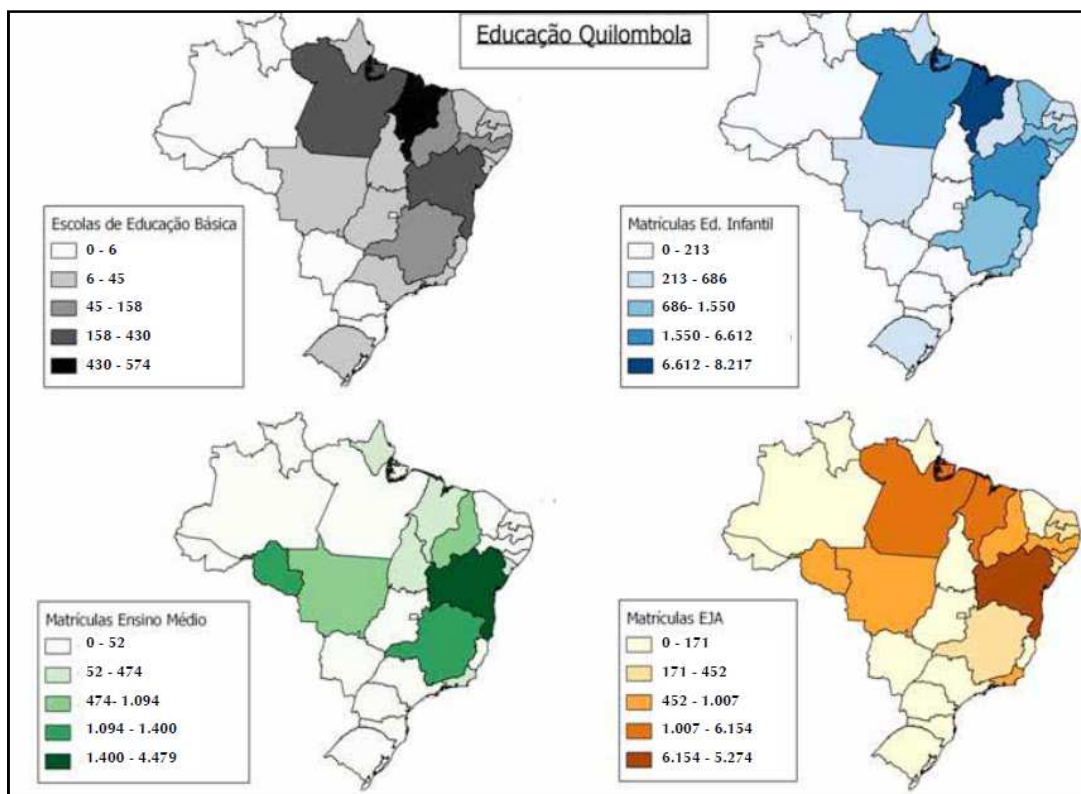 Educação Quilombola
Escolas de Educação Básica
0 - 6
6 - 45
45 - 158
158 - 430
430 - 574
Matrículas Ed. Infantil
0 - 213
213 - 686
686- 1.550
1.550 - 6.612
6.612 - 8.217
Matrículas Ensino Médio
0 - 52
52 - 474
474- 1.094
1.094 - 1.400
1.400 - 4.479
Matrículas EJA
0 - 171
171 - 452
452 - 1.007
1.007 - 6.154
6.154 - 5.274